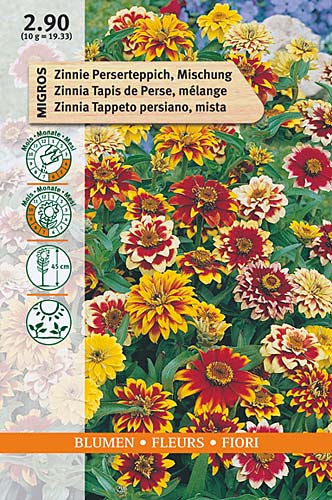 2.90
(10 g = 19.33)
MIGROS
Zinnie Perserteppich, Mischung
Zinnia Tapis de Perse, mélange
Zinnia Tappeto persiano, mista
Mois • Monate • Mesi
Mois • Monate • Mesi
45 cm
BLUMEN • FLEURS • FIORI